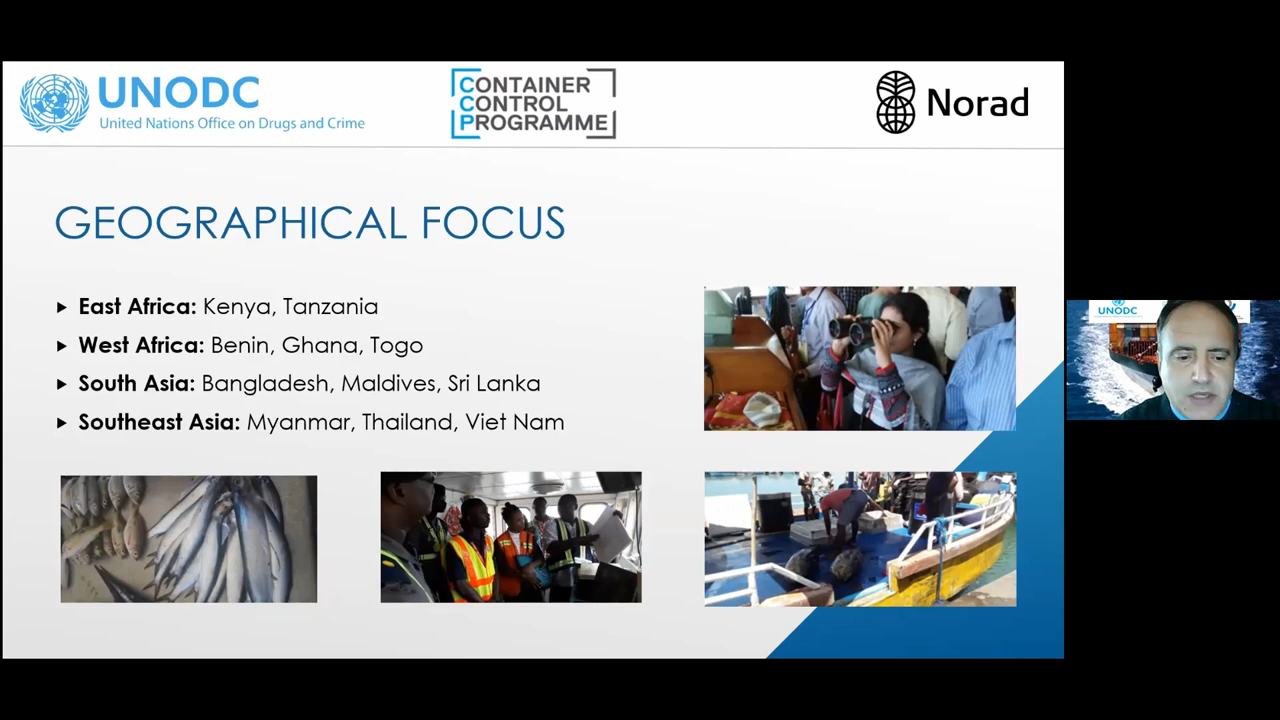 UNODC
United Nations Office on Drugs and Crime
CONTAINER
CONTROL
PROGRAMME
Norad
GEOGRAPHICAL FOCUS
East Africa: Kenya, Tanzania
West Africa: Benin, Ghana, Togo
South Asia: Bangladesh, Maldives, Sri Lanka
Southeast Asia: Myanmar, Thailand, Viet Nam
UNODC